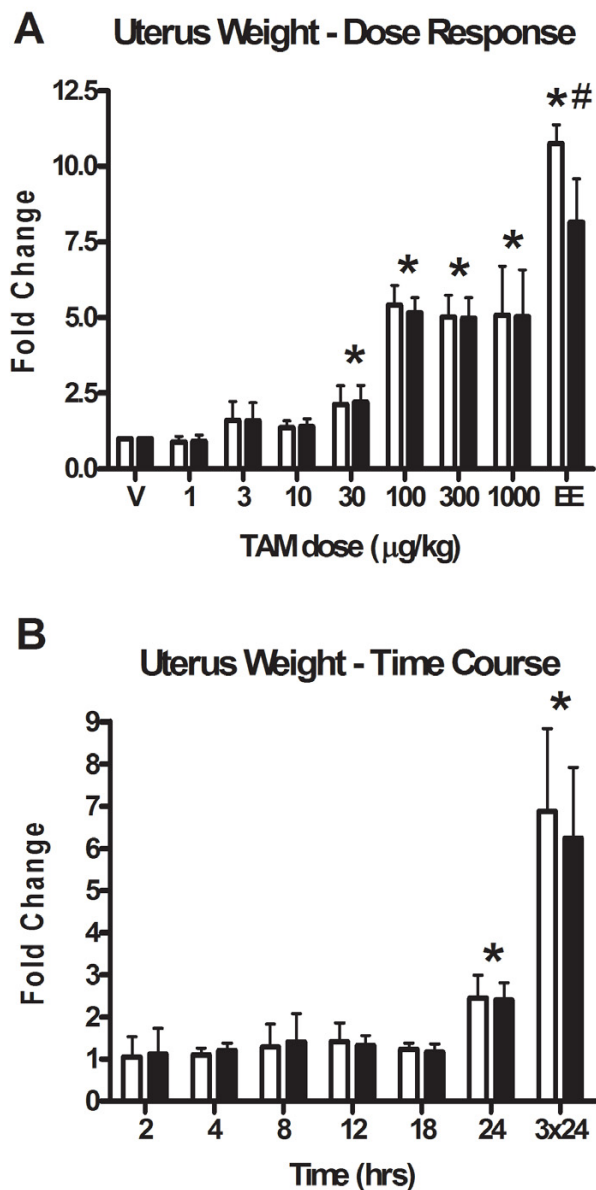 A Uterus Weight - Dose Response
12.5
10.0
7.5
5.0
2.5
0.0
Fold Change
* # 
*
*
*
*
V 1 3 10 30 100 300 1000 EE
TAM dose (µg/kg)
B
Uterus Weight - Time Course
9
8
7
6
5
4
3
2
1
0
Fold Change
*
*
2 4 8 12 18 24 3x24
Time (hrs)